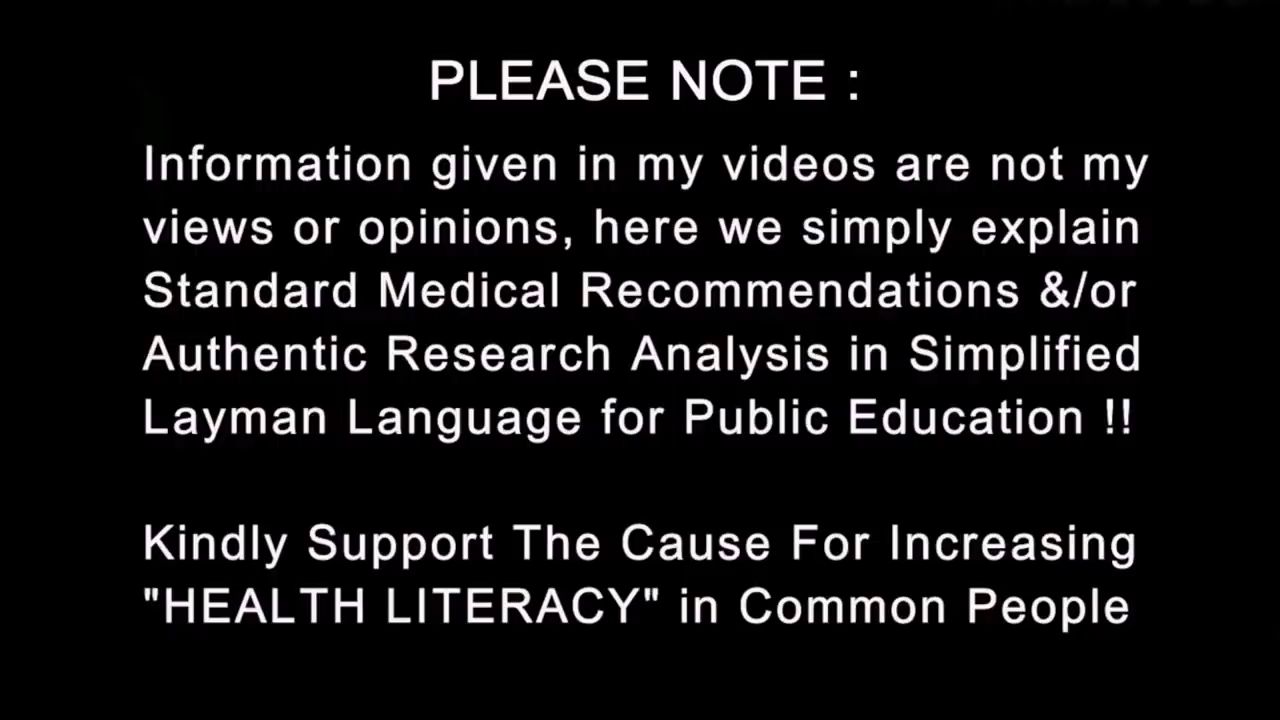 PLEASE NOTE :
Information given in my videos are not my
views or opinions, here we simply explain
Standard Medical Recommendations &/or
Authentic Research Analysis in Simplified
Layman Language for Public Education !!
Kindly Support The Cause For Increasing
"HEALTH LITERACY" in Common People